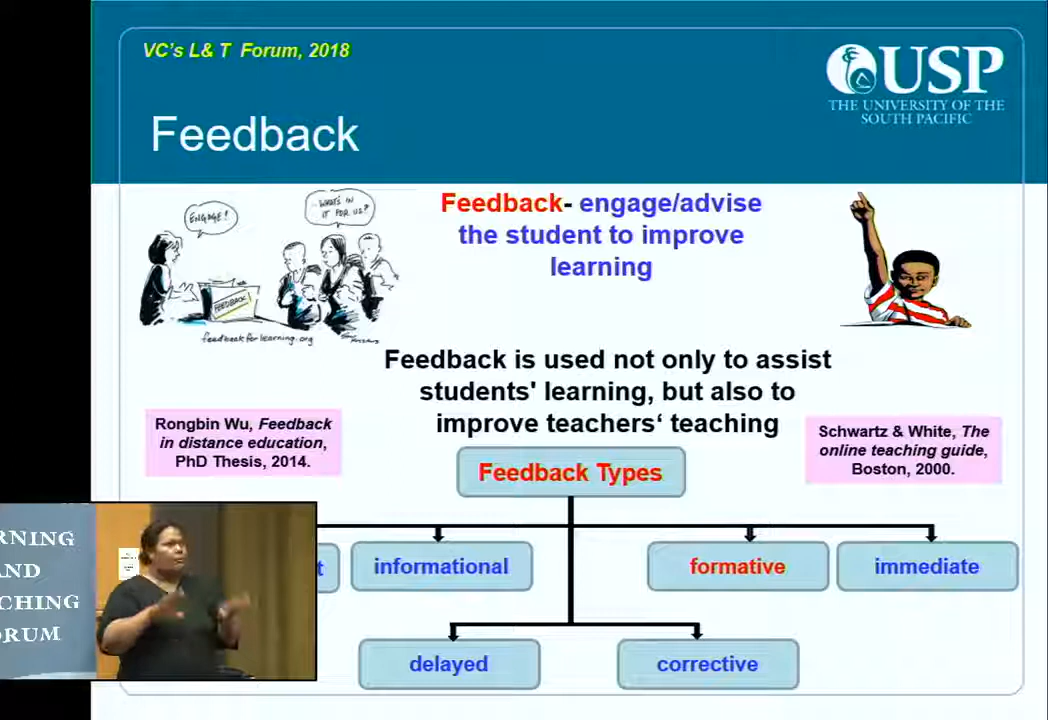 VC's L& T Forum, 2018
USP
THE UNIVERSITY OF THE
SOUTH PACIFIC
Feedback
ENGAGE!
WHAT'S IN
IT FOR US?
FEEDBACK
feedbackforlearning.org
Feedback- engage/advise
the student to improve
learning
Feedback is used not only to assist
students' learning, but also to
improve teachers‘ teaching
Rongbin Wu, Feedback
in distance education,
PhD Thesis, 2014.
Schwartz & White, The
online teaching guide,
Boston, 2000.
Feedback Types
t
informational
formative
immediate
delayed
corrective
RNING
AND
CHING
ORUM